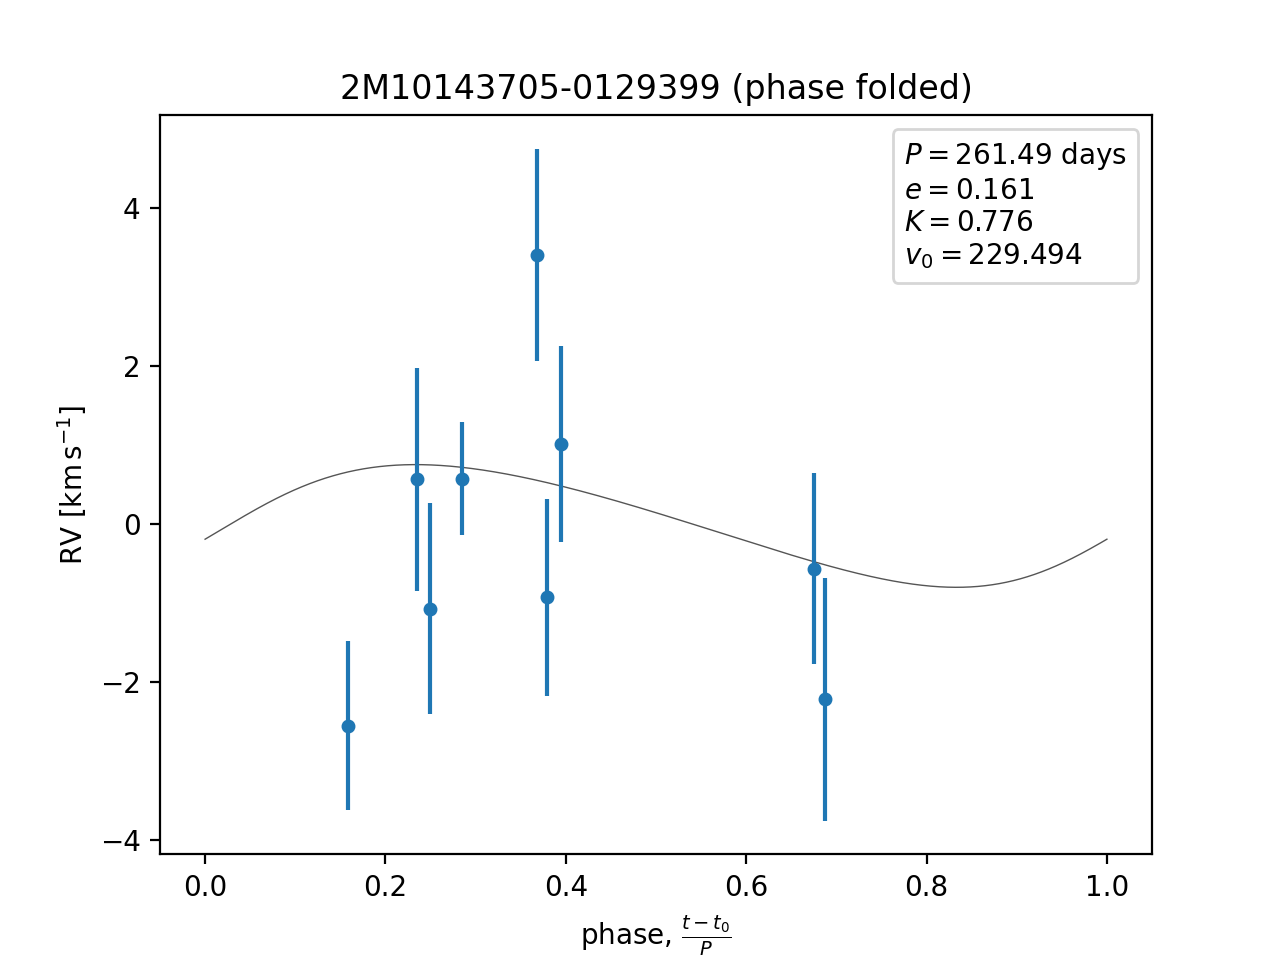 2M10143705-0129399 (phase folded)
P = 261.49 days
e = 0.161
K = 0.776
v₀ = 229.494
RV [km s⁻¹]
4
2
0
−2
−4
0.0 0.2 0.4 0.6 0.8 1.0
phase, (t − t₀)/P